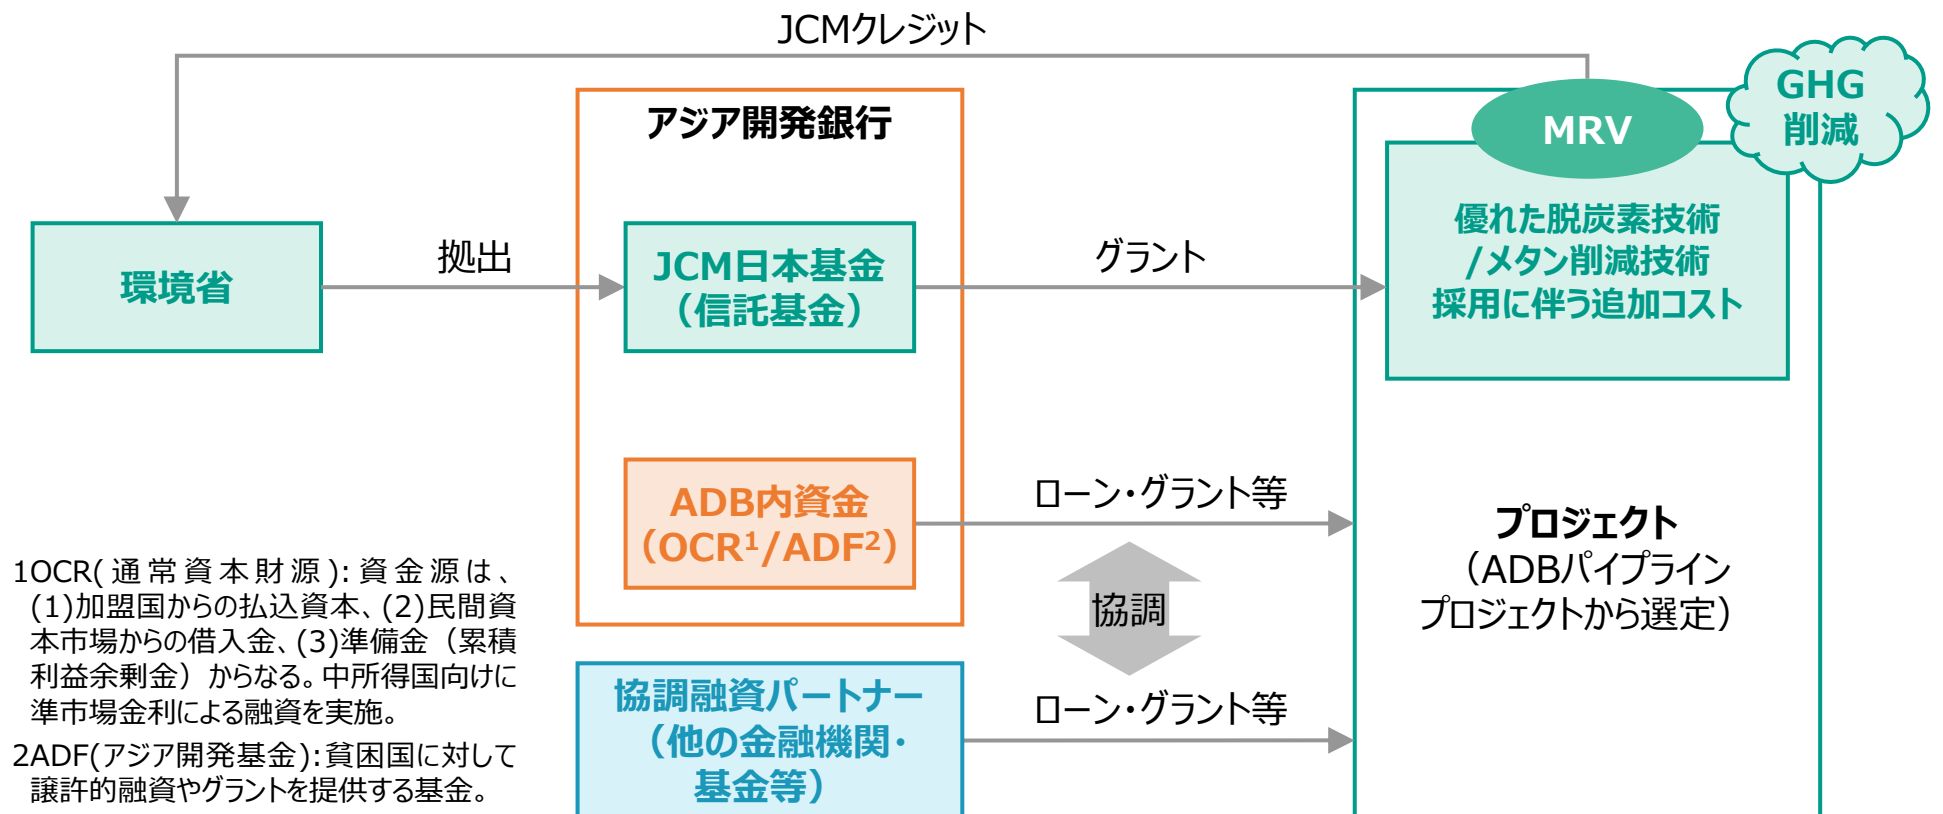 JCMクレジット
アジア開発銀行
MRV
GHG
削減
環境省
拠出
JCM日本基金
（信託基金）
グラント
優れた脱炭素技術
/メタン削減技術
採用に伴う追加コスト
ADB内資金
（OCR¹/ADF²）
ローン・グラント等
協調
プロジェクト
（ADBパイプライン
プロジェクトから選定）
協調融資パートナー
（他の金融機関・
基金等）
ローン・グラント等
1OCR(通常資本財源):資金源は、
(1)加盟国からの払込資本、(2)民間資
本市場からの借入金、(3)準備金（累積
利益余剰金）からなる。中所得国向けに
準市場金利による融資を実施。
2ADF(アジア開発基金):貧困国に対して
譲許的融資やグラントを提供する基金。